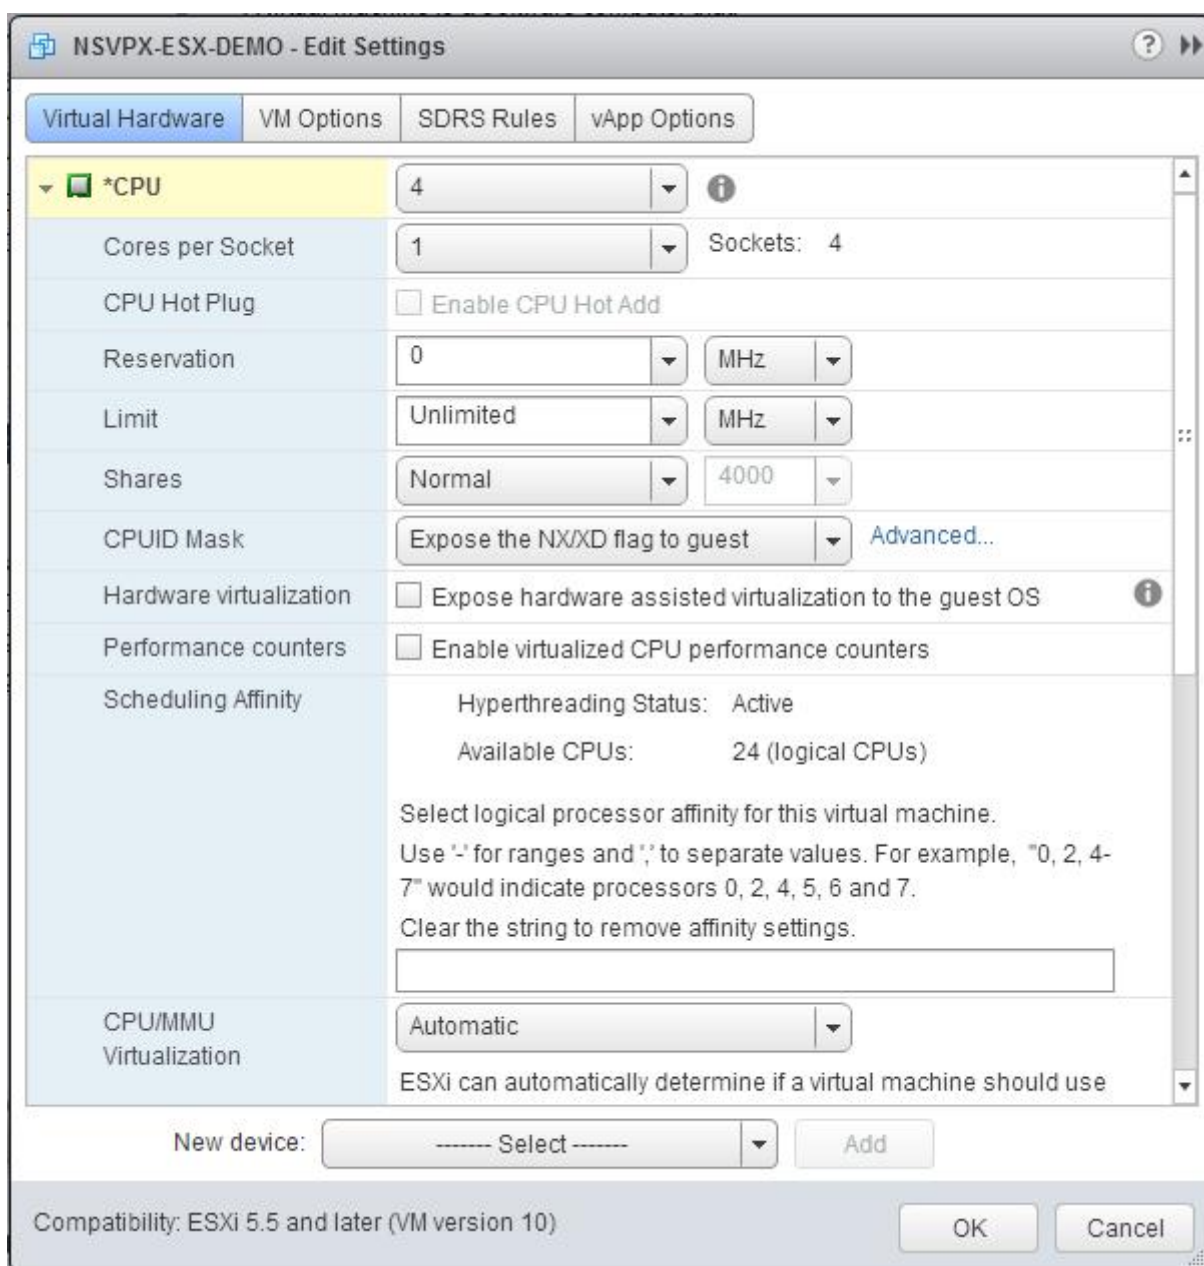 NSVPX-ESX-DEMO - Edit Settings ?
Virtual Hardware VM Options SDRS Rules vApp Options
*CPU 4
Cores per Socket 1 Sockets: 4
CPU Hot Plug Enable CPU Hot Add
Reservation 0 MHz
Limit Unlimited MHz
Shares Normal 4000
CPUID Mask Expose the NX/XD flag to guest Advanced...
Hardware virtualization Expose hardware assisted virtualization to the guest OS
Performance counters Enable virtualized CPU performance counters
Scheduling Affinity Hyperthreading Status: Active
Available CPUs: 24 (logical CPUs)
Select logical processor affinity for this virtual machine.
Use '-' for ranges and ',' to separate values. For example, "0, 2, 4-
7" would indicate processors 0, 2, 4, 5, 6 and 7.
Clear the string to remove affinity settings.
CPU/MMU
Virtualization
Automatic
ESXi can automatically determine if a virtual machine should use
New device: ------- Select ------- Add
Compatibility: ESXi 5.5 and later (VM version 10) OK Cancel